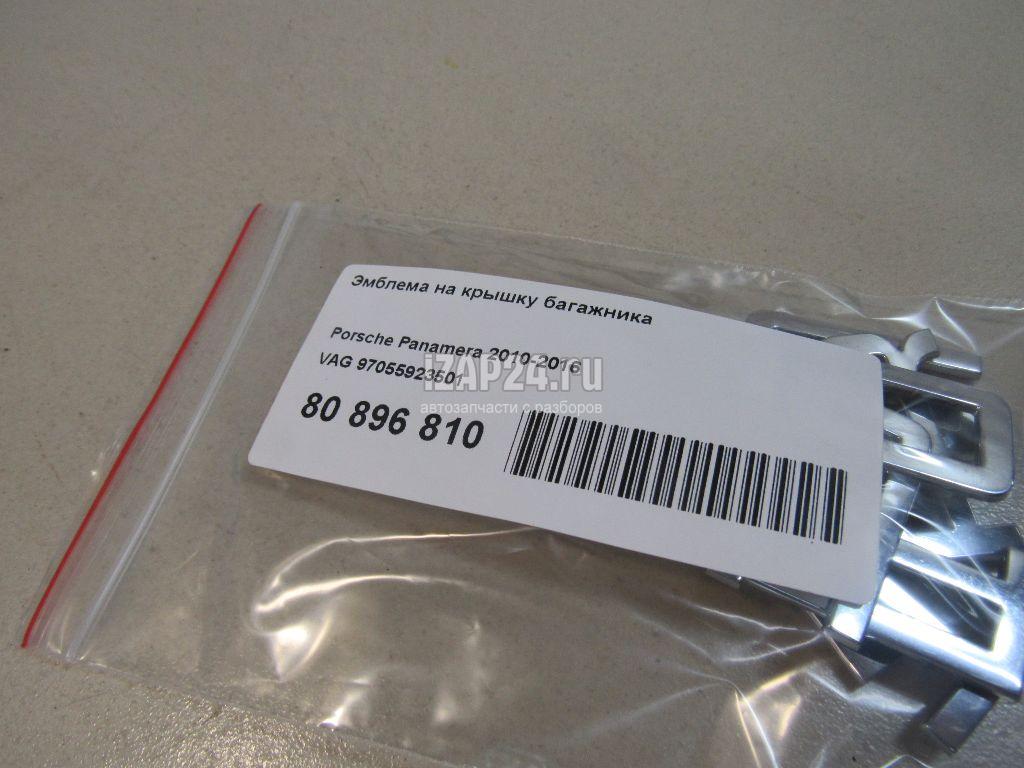 Эмблема на крышку багажника
Porsche Panamera 2010-2016
VAG 97055923501
80 896 810
iZAP24.ru
автозапчасти с разборов